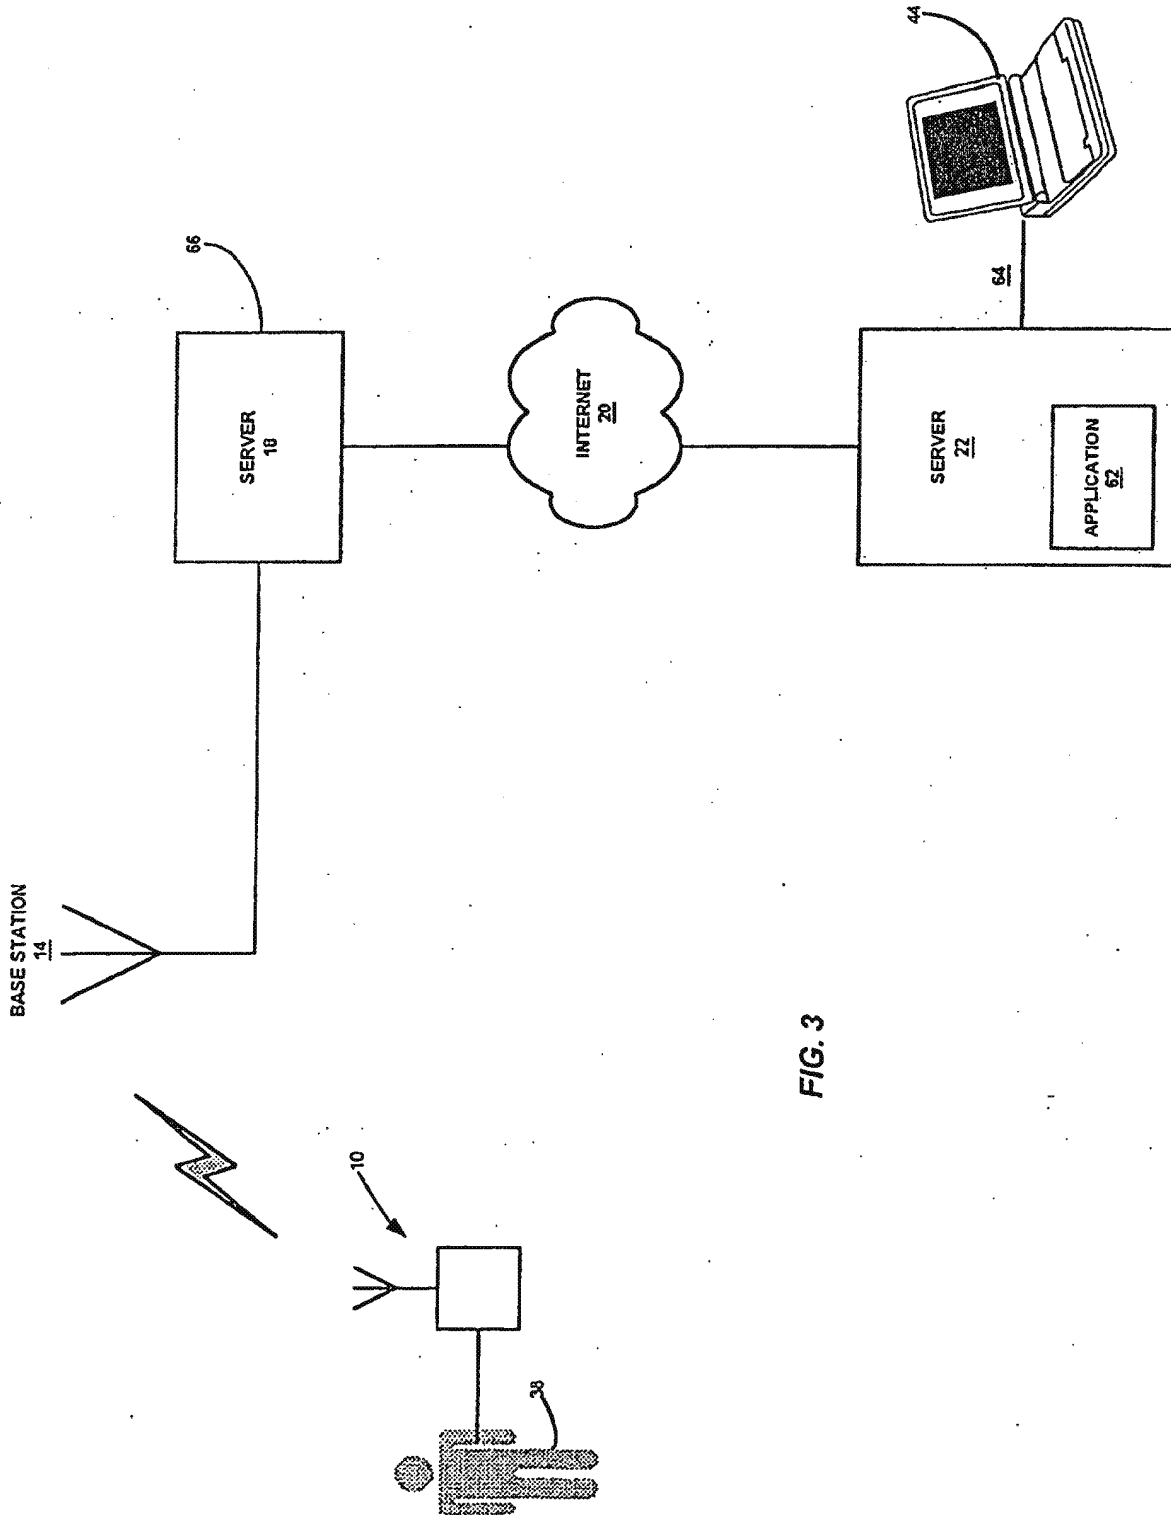 BASE STATION
14
66
SERVER
18
10
38
INTERNET
20
44
64
SERVER
22
APPLICATION
62
FIG. 3